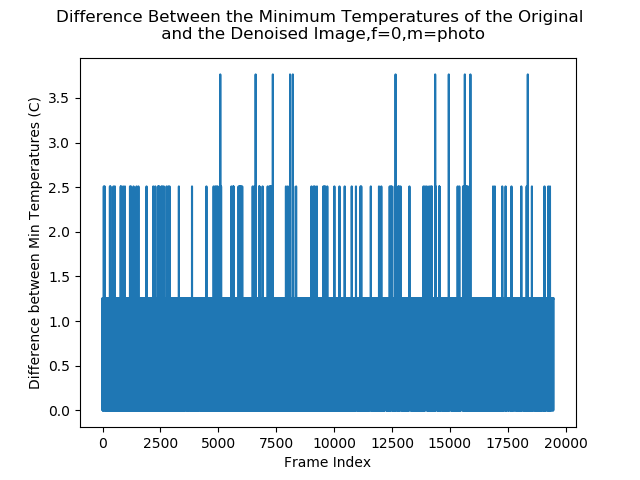 Difference Between the Minimum Temperatures of the Original
and the Denoised Image,f=0,m=photo
Difference between Min Temperatures (C)
3.5
3.0
2.5
2.0
1.5
1.0
0.5
0.0
0 2500 5000 7500 10000 12500 15000 17500 20000
Frame Index